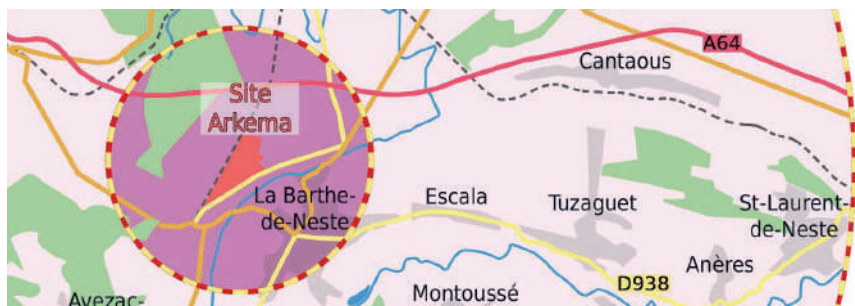 A64
Cantaous
Site
Arkema
La Barthe-
de-Neste
Escala
Tuzaguet
St-Laurent-
de-Neste
Anères
D938
Montoussé
Avezac-